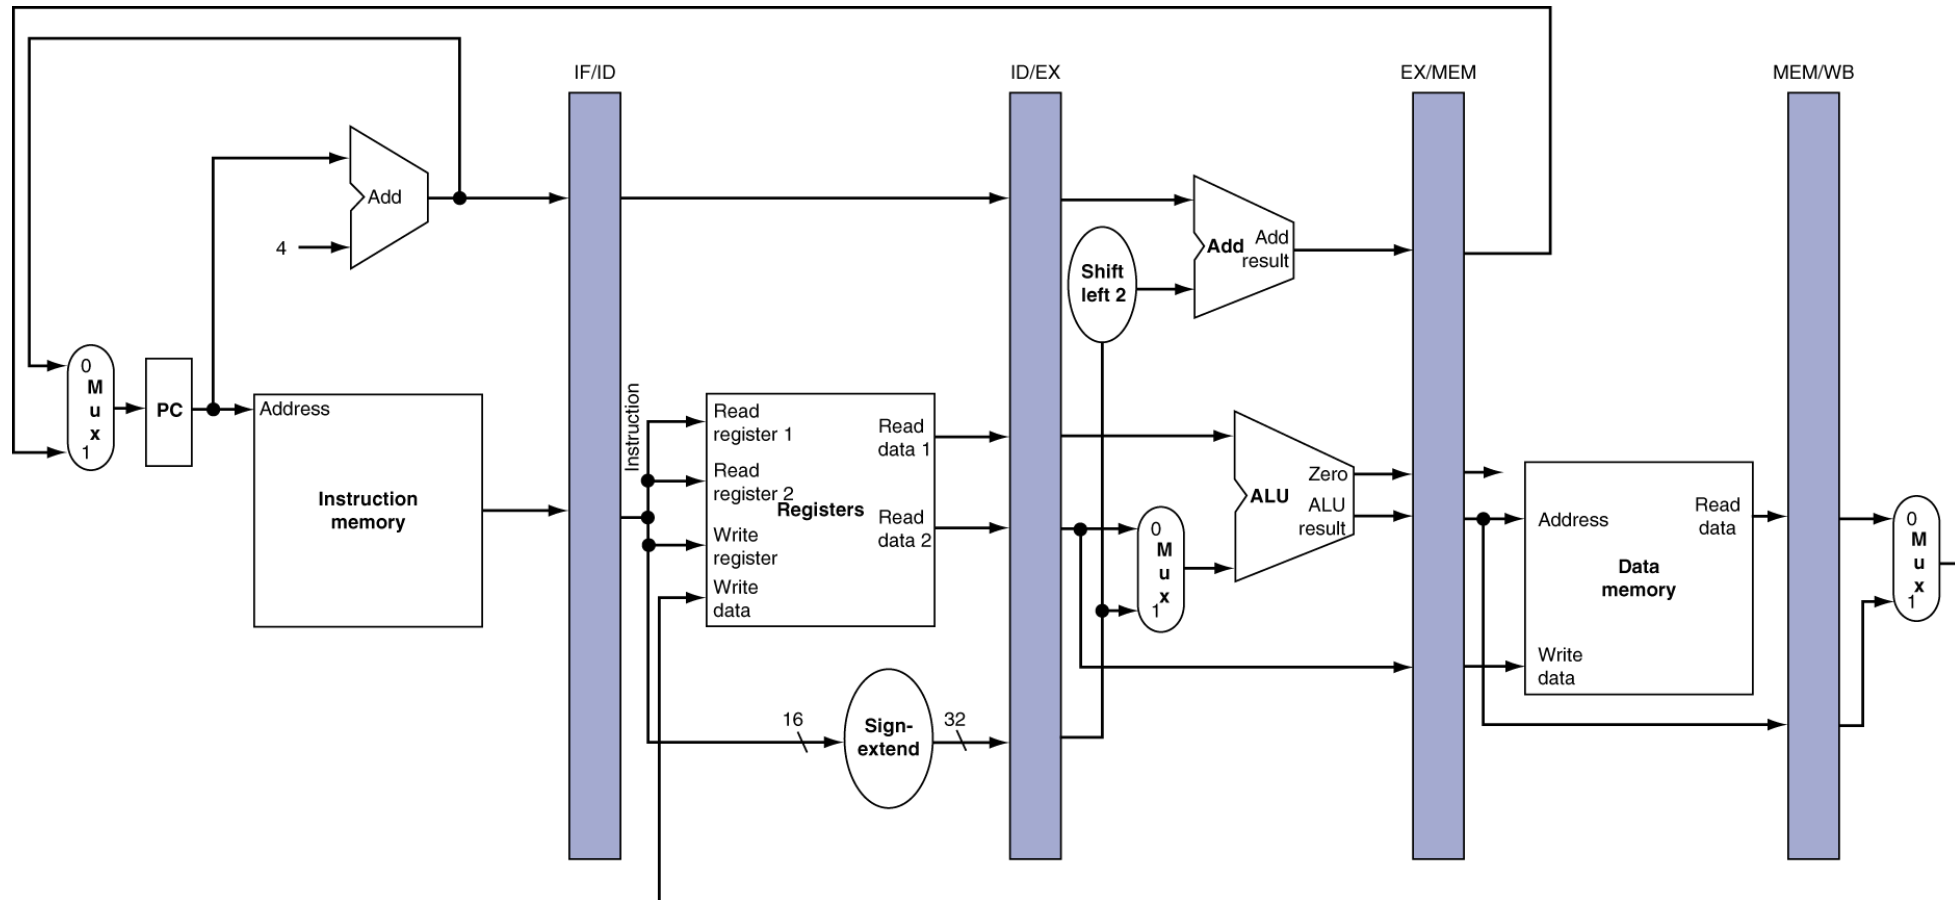 IF/ID
ID/EX
EX/MEM
MEM/WB
Add
4
Shift
left 2
Add
Add
result
0
M
u
x
1
PC
Address
Instruction
memory
Instruction
Read
register 1
Read
register 2
Registers
Write
register
Write
data
Read
data 1
Read
data 2
16
Sign-
extend
32
0
M
u
x
1
Zero
ALU
ALU
result
Address
Read
data
Data
memory
Write
data
0
M
u
x
1